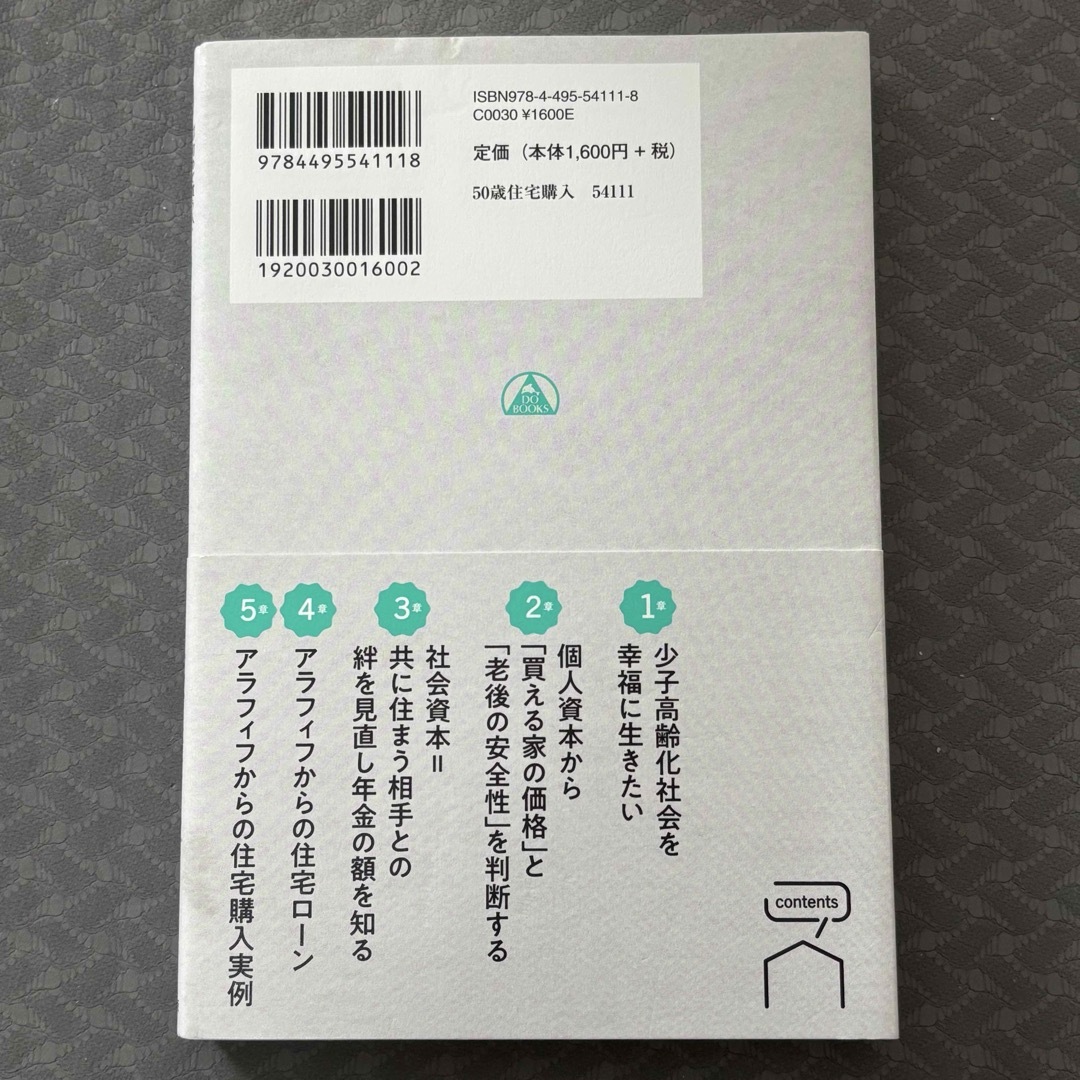 ISBN978-4-495-54111-8
C0030 ¥1600E
定価（本体1,600円+税）
50歳住宅購入 54111
9784495541118
1920030016002
DO
BOOKS
contents
1章
少子高齢化社会を
幸福に生きたい
2章
個人資本から
「買える家の価格」と
「老後の安全性」を判断する
3章
社会資本＝
共に住まう相手との
絆を見直し年金の額を知る
4章
アラフィフからの住宅ローン
5章
アラフィフからの住宅購入実例